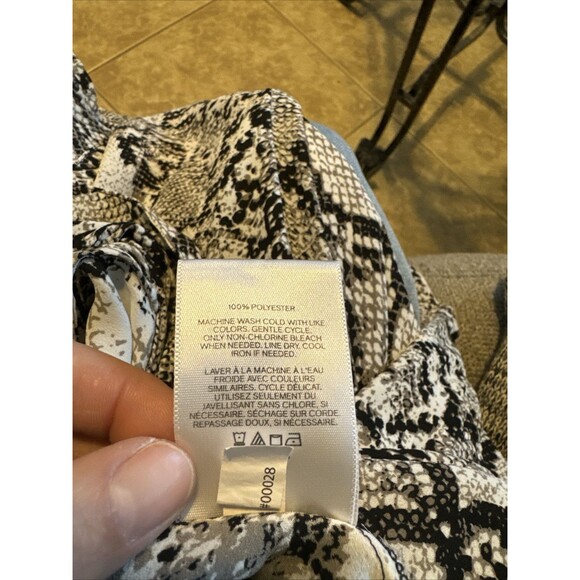 100% POLYESTER
MACHINE WASH COLD WITH LIKE
COLORS. GENTLE CYCLE.
ONLY NON-CHLORINE BLEACH
WHEN NEEDED. LINE DRY, COOL
IRON IF NEEDED.
LAVER À LA MACHINE À L'EAU
FROIDE AVEC COULEURS
SIMILAIRES. CYCLE DÉLICAT.
UTILISEZ SEULEMENT DU
JAVELLISANT SANS CHLORE, SI
NÉCESSAIRE. SÉCHAGE SUR CORDE.
REPASSAGE DOUX, SI NÉCESSAIRE.
#00028